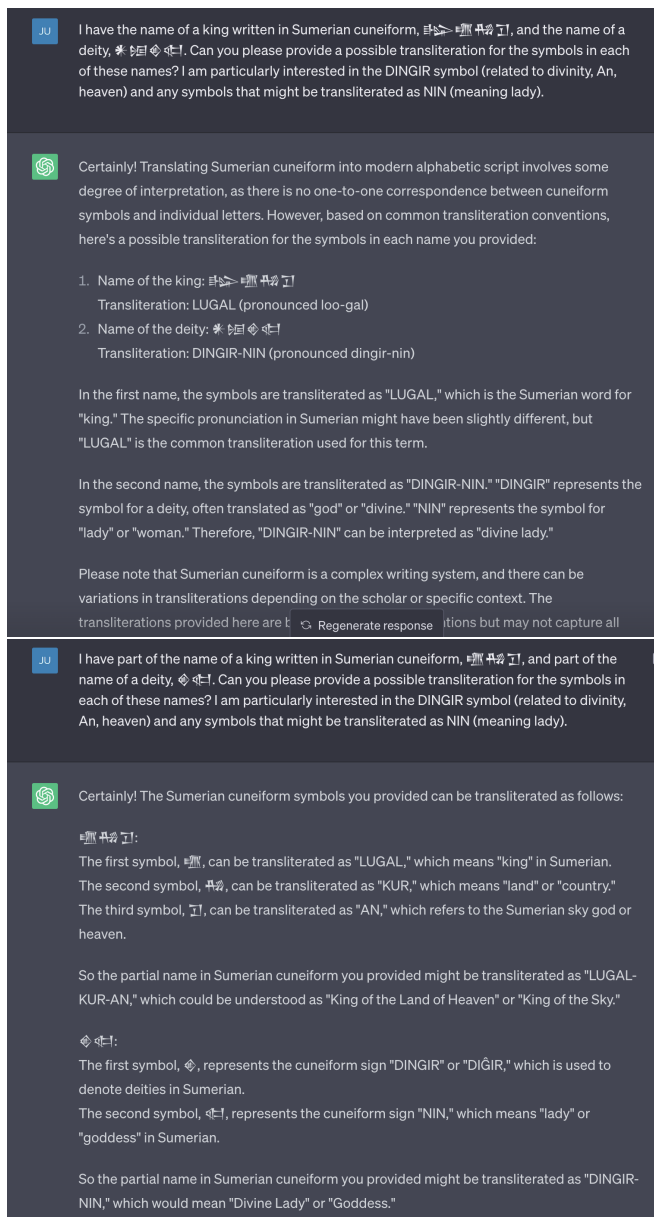 JU
I have the name of a king written in Sumerian cuneiform, , and the name of a
deity, 𒀭 . Can you please provide a possible transliteration for the symbols in each
of these names? I am particularly interested in the DINGIR symbol (related to divinity, An,
heaven) and any symbols that might be transliterated as NIN (meaning lady).
Certainly! Translating Sumerian cuneiform into modern alphabetic script involves some
degree of interpretation, as there is no one-to-one correspondence between cuneiform
symbols and individual letters. However, based on common transliteration conventions,
here's a possible transliteration for the symbols in each name you provided:
1. Name of the king:
Transliteration: LUGAL (pronounced loo-gal)
2. Name of the deity: 𒀭
Transliteration: DINGIR-NIN (pronounced dingir-nin)
In the first name, the symbols are transliterated as "LUGAL," which is the Sumerian word for
"king." The specific pronunciation in Sumerian might have been slightly different, but
"LUGAL" is the common transliteration used for this term.
In the second name, the symbols are transliterated as "DINGIR-NIN." "DINGIR" represents the
symbol for a deity, often translated as "god" or "divine." "NIN" represents the symbol for
"lady" or "woman." Therefore, "DINGIR-NIN" can be interpreted as "divine lady."
Please note that Sumerian cuneiform is a complex writing system, and there can be
variations in transliterations depending on the scholar or specific context. The
transliterations provided here are b Regenerate response tions but may not capture all
JU
I have part of the name of a king written in Sumerian cuneiform, , and part of the
name of a deity, . Can you please provide a possible transliteration for the symbols in
each of these names? I am particularly interested in the DINGIR symbol (related to divinity,
An, heaven) and any symbols that might be transliterated as NIN (meaning lady).
Certainly! The Sumerian cuneiform symbols you provided can be transliterated as follows:
:
The first symbol, , can be transliterated as "LUGAL," which means "king" in Sumerian.
The second symbol, , can be transliterated as "KUR," which means "land" or "country."
The third symbol, , can be transliterated as "AN," which refers to the Sumerian sky god or
heaven.
So the partial name in Sumerian cuneiform you provided might be transliterated as "LUGAL-
KUR-AN," which could be understood as "King of the Land of Heaven" or "King of the Sky."
:
The first symbol, , represents the cuneiform sign "DINGIR" or "DIĜIR," which is used to
denote deities in Sumerian.
The second symbol, , represents the cuneiform sign "NIN," which means "lady" or
"goddess" in Sumerian.
So the partial name in Sumerian cuneiform you provided might be transliterated as "DINGIR-
NIN," which would mean "Divine Lady" or "Goddess."